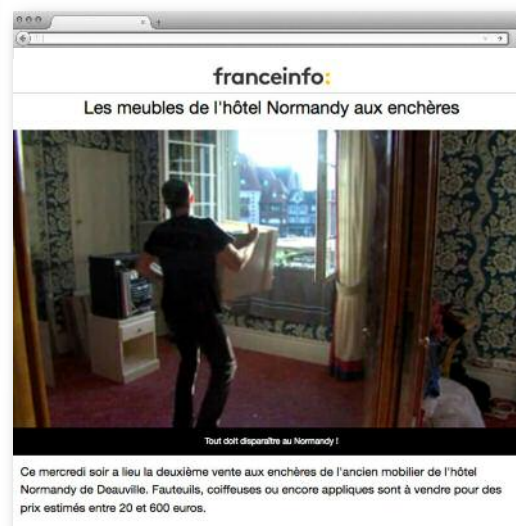 franceinfo:
Les meubles de l'hôtel Normandy aux enchères
Tout doit disparaître au Normandy !
Ce mercredi soir a lieu la deuxième vente aux enchères de l'ancien mobilier de l'hôtel
Normandy de Deauville. Fauteuils, coiffeuses ou encore appliques sont à vendre pour des
prix estimés entre 20 et 600 euros.